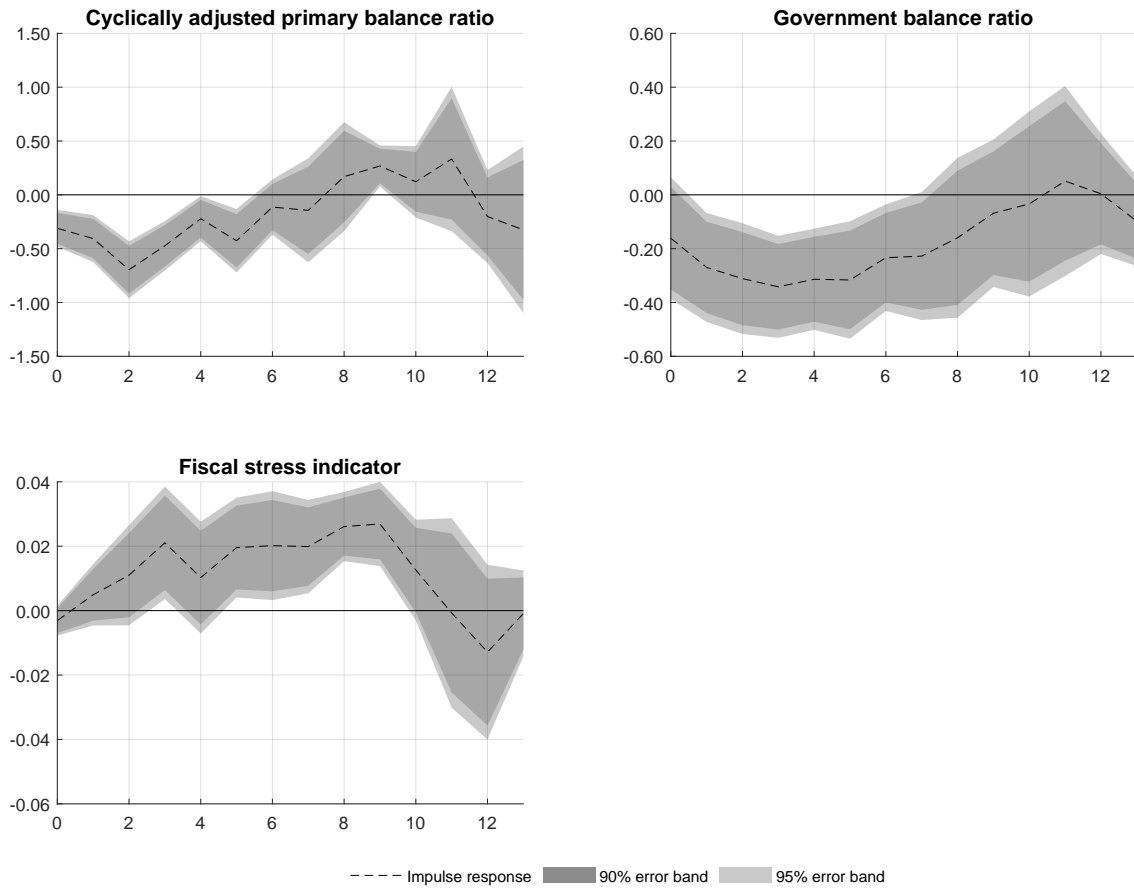 Cyclically adjusted primary balance ratio
1.50
1.00
0.50
0.00
-0.50
-1.00
-1.50
0 2 4 6 8 10 12
Government balance ratio
0.60
0.40
0.20
0.00
-0.20
-0.40
-0.60
0 2 4 6 8 10 12
Fiscal stress indicator
0.04
0.02
0.00
-0.02
-0.04
-0.06
0 2 4 6 8 10 12
Impulse response 90% error band 95% error band